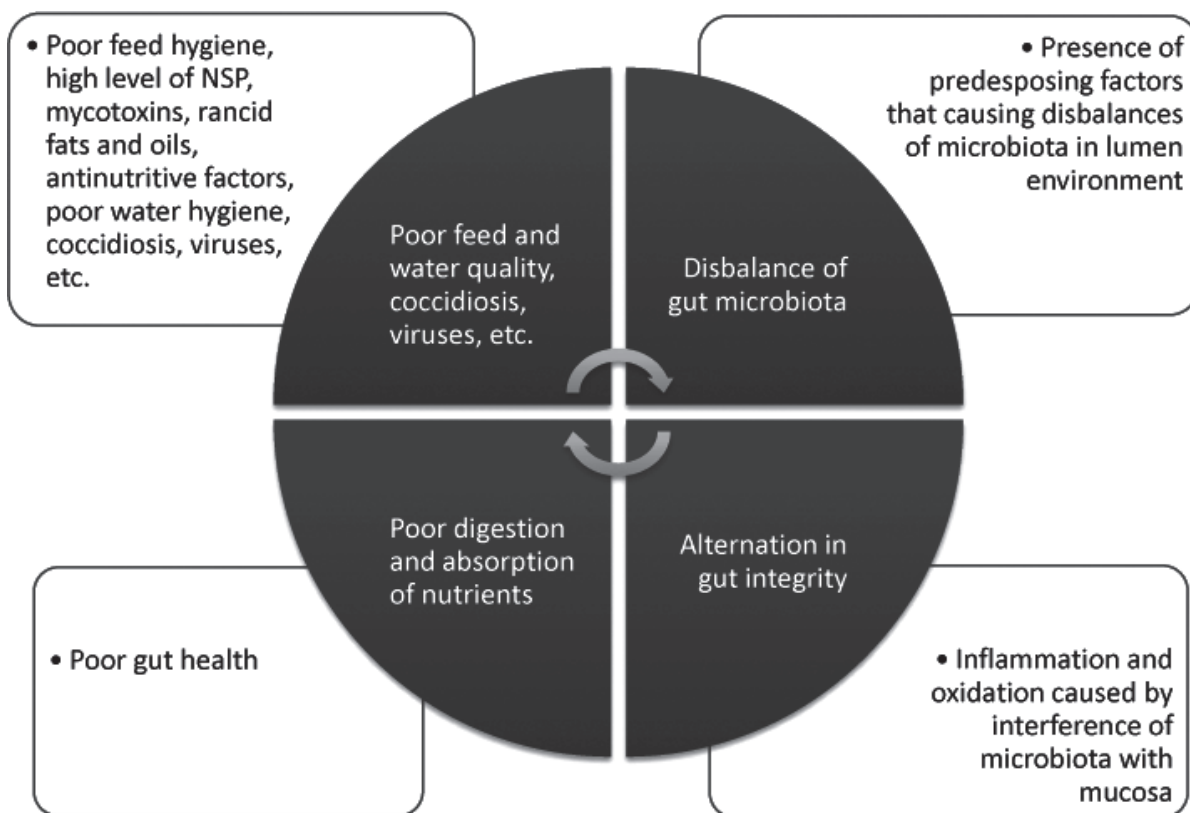 • Poor feed hygiene,
high level of NSP,
mycotoxins, rancid
fats and oils,
antinutritive factors,
poor water hygiene,
coccidiosis, viruses,
etc.
• Presence of
predesposing factors
that causing disbalances
of microbiota in lumen
environment
Poor feed and
water quality,
coccidiosis,
viruses, etc.
Disbalance of
gut microbiota
Poor digestion
and absorption
of nutrients
Alternation in
gut integrity
• Poor gut health
• Inflammation and
oxidation caused by
interference of
microbiota with
mucosa